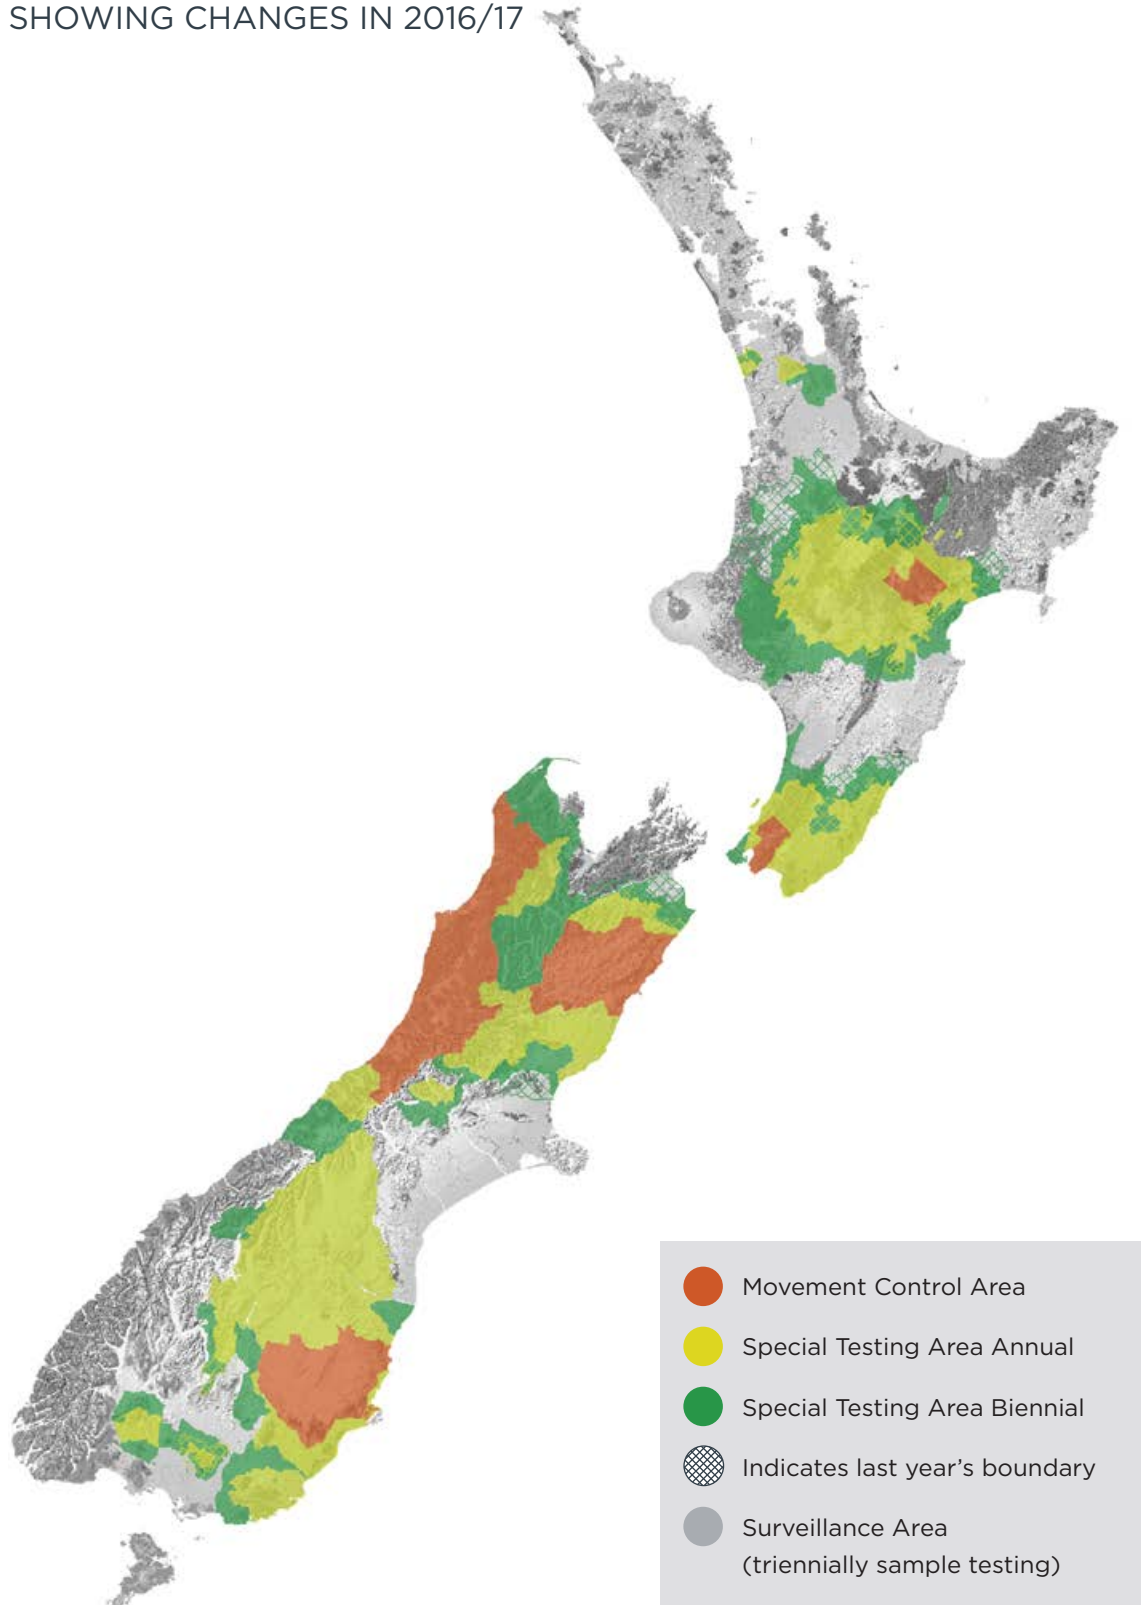 SHOWING CHANGES IN 2016/17
Movement Control Area
Special Testing Area Annual
Special Testing Area Biennial
Indicates last year's boundary
Surveillance Area
(triennially sample testing)